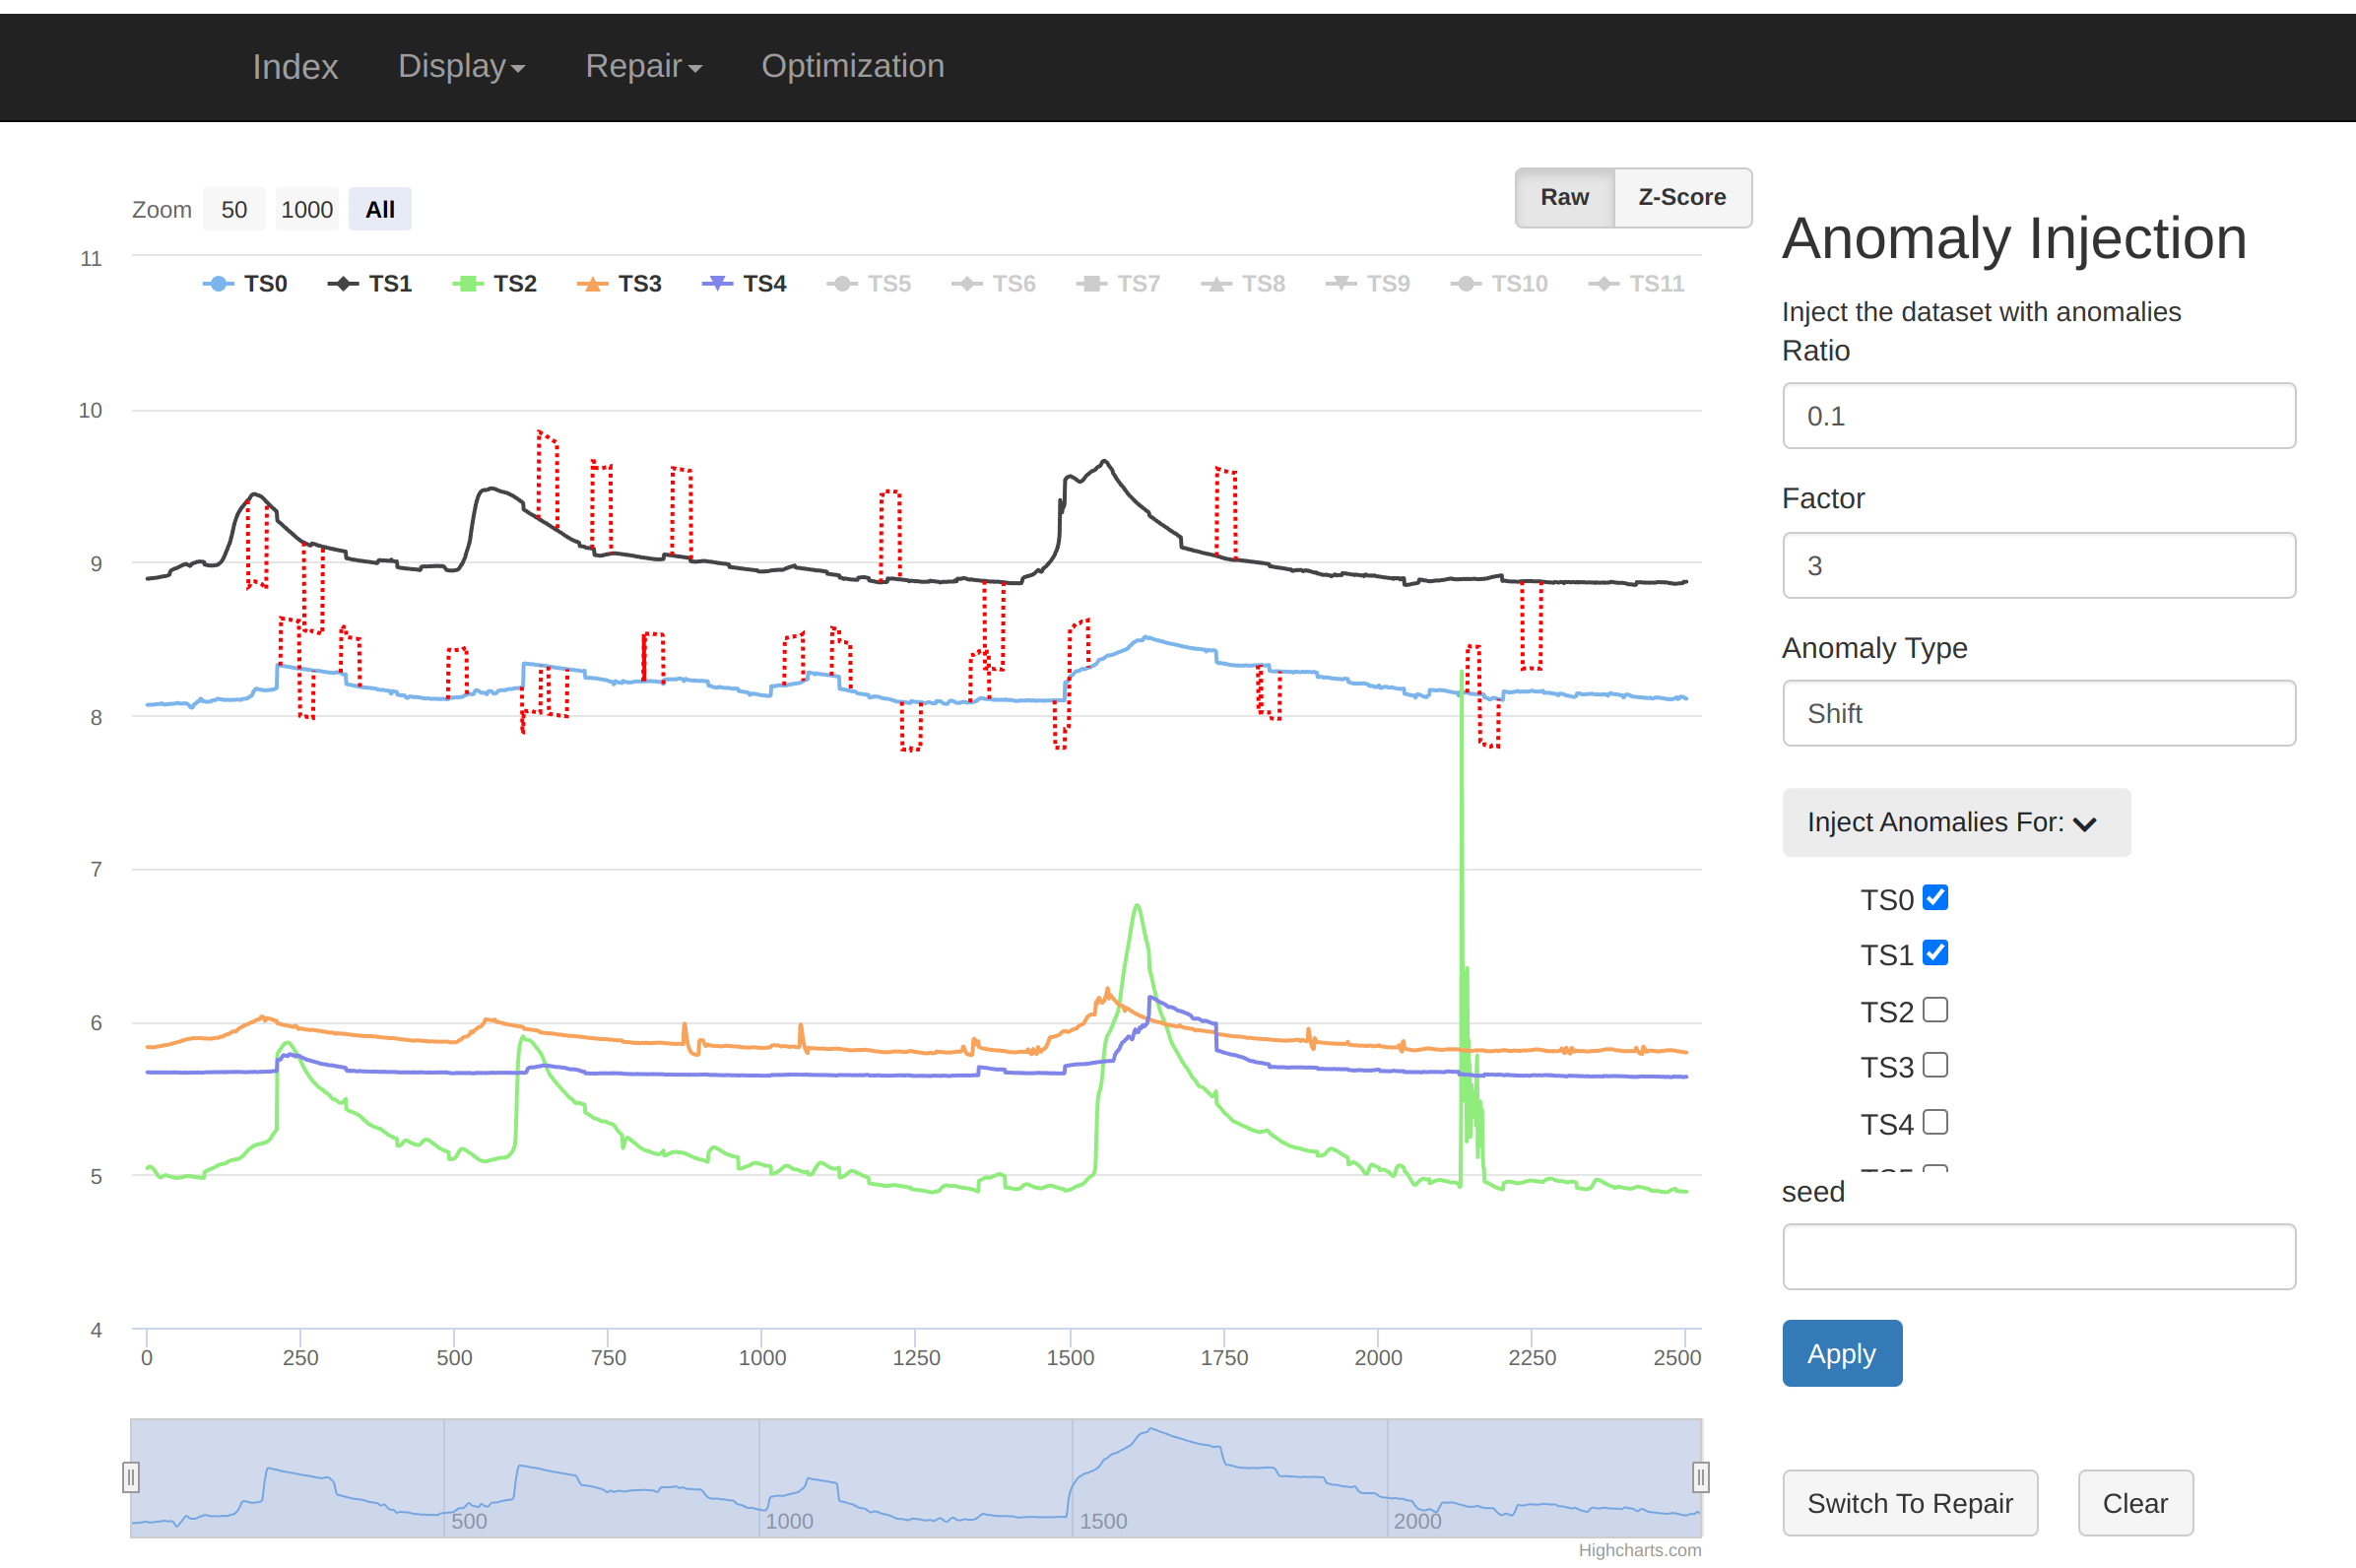 Index Display Repair Optimization
Zoom 50 1000 All
Raw Z-Score
11
TS0 TS1 TS2 TS3 TS4 TS5 TS6 TS7 TS8 TS9 TS10 TS11
10
9
8
7
6
5
4
0 250 500 750 1000 1250 1500 1750 2000 2250 2500
500 1000 1500 2000
Highcharts.com
Anomaly Injection
Inject the dataset with anomalies
Ratio
0.1
Factor
3
Anomaly Type
Shift
Inject Anomalies For:
TS0
TS1
TS2
TS3
TS4
seed
Apply
Switch To Repair Clear